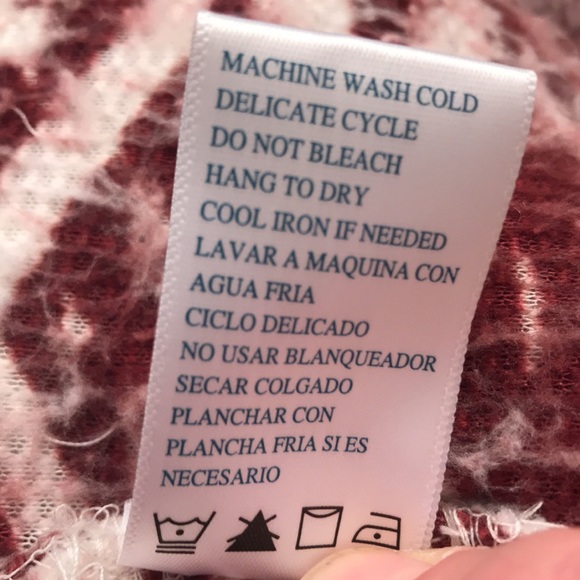 MACHINE WASH COLD
DELICATE CYCLE
DO NOT BLEACH
HANG TO DRY
COOL IRON IF NEEDED
LAVAR A MAQUINA CON
AGUA FRIA
CICLO DELICADO
NO USAR BLANQUEADOR
SECAR COLGADO
PLANCHAR CON
PLANCHA FRIA SI ES
NECESARIO